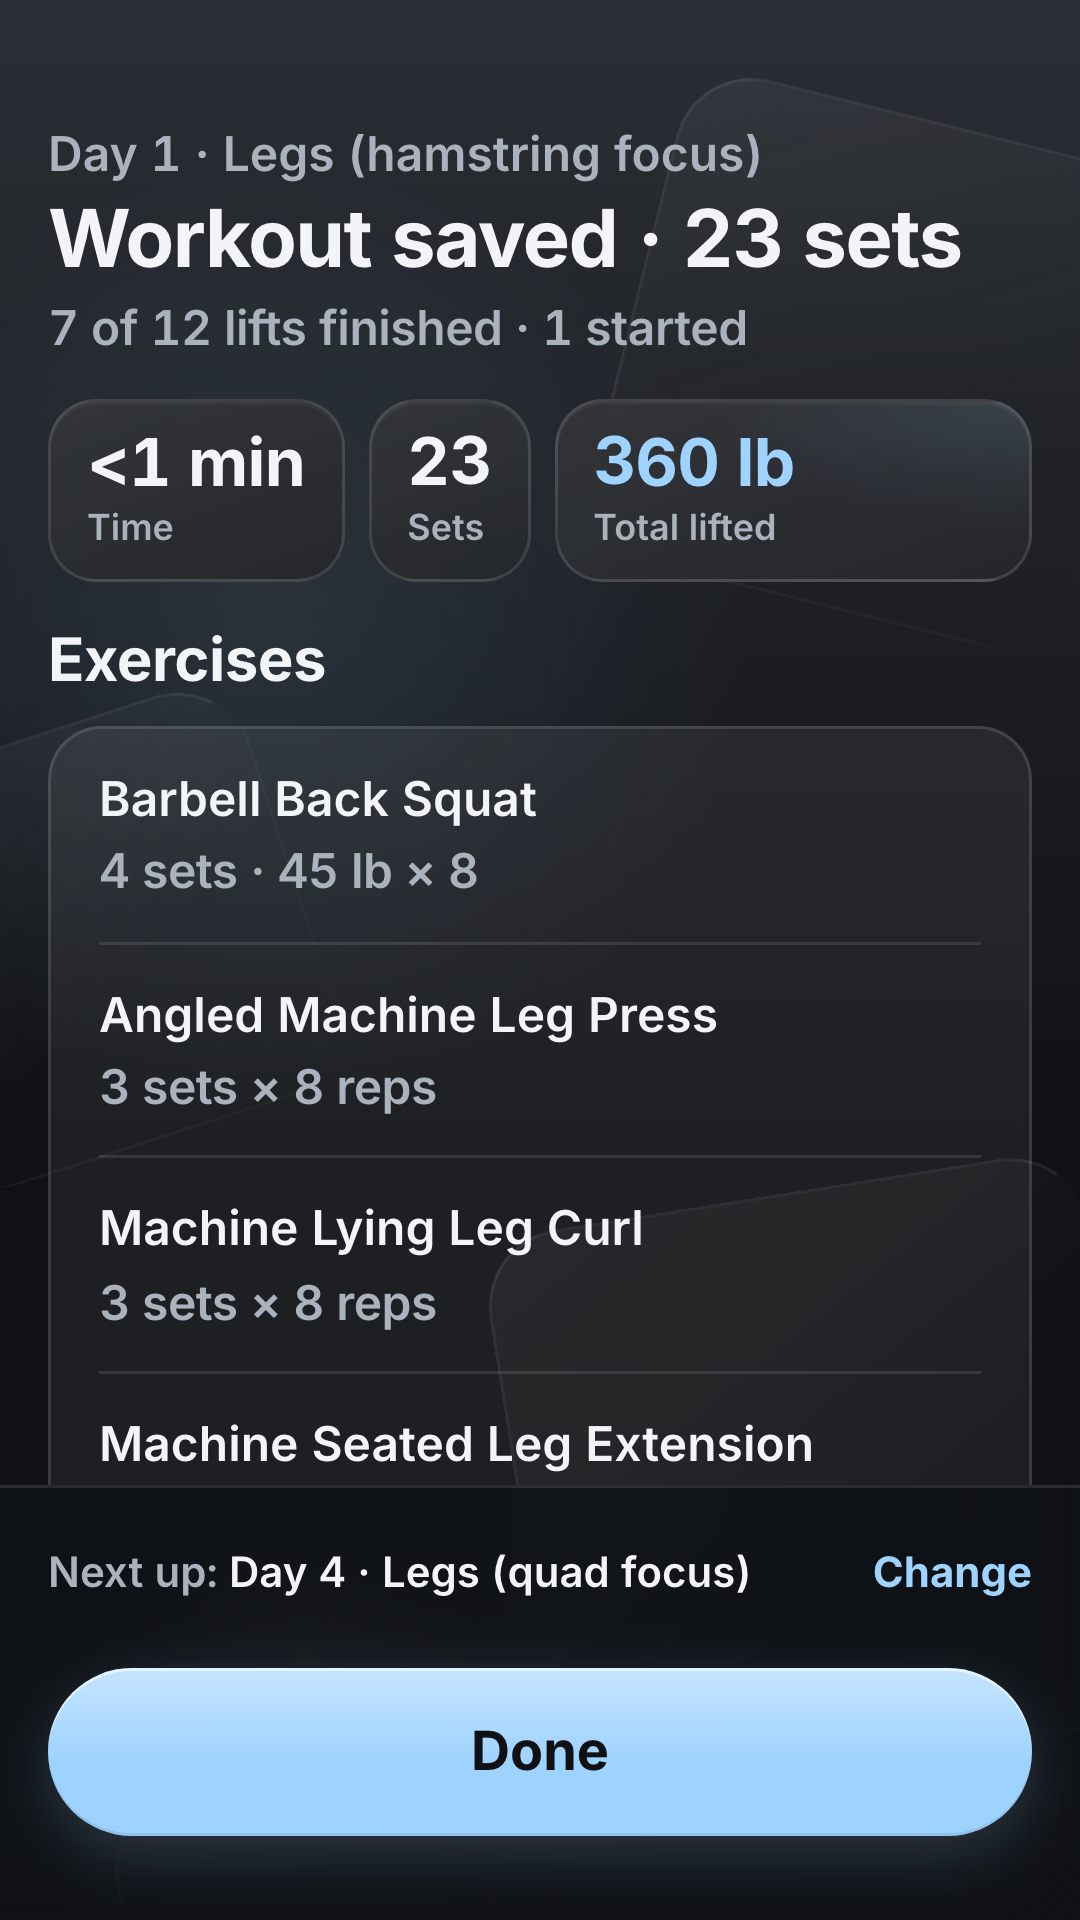 Day 1 · Legs (hamstring focus)
Workout saved · 23 sets
7 of 12 lifts finished · 1 started
<1 min
Time
23
Sets
360 lb
Total lifted
Exercises
Barbell Back Squat
4 sets · 45 lb × 8
Angled Machine Leg Press
3 sets × 8 reps
Machine Lying Leg Curl
3 sets × 8 reps
Machine Seated Leg Extension
Next up: Day 4 · Legs (quad focus)
Change
Done